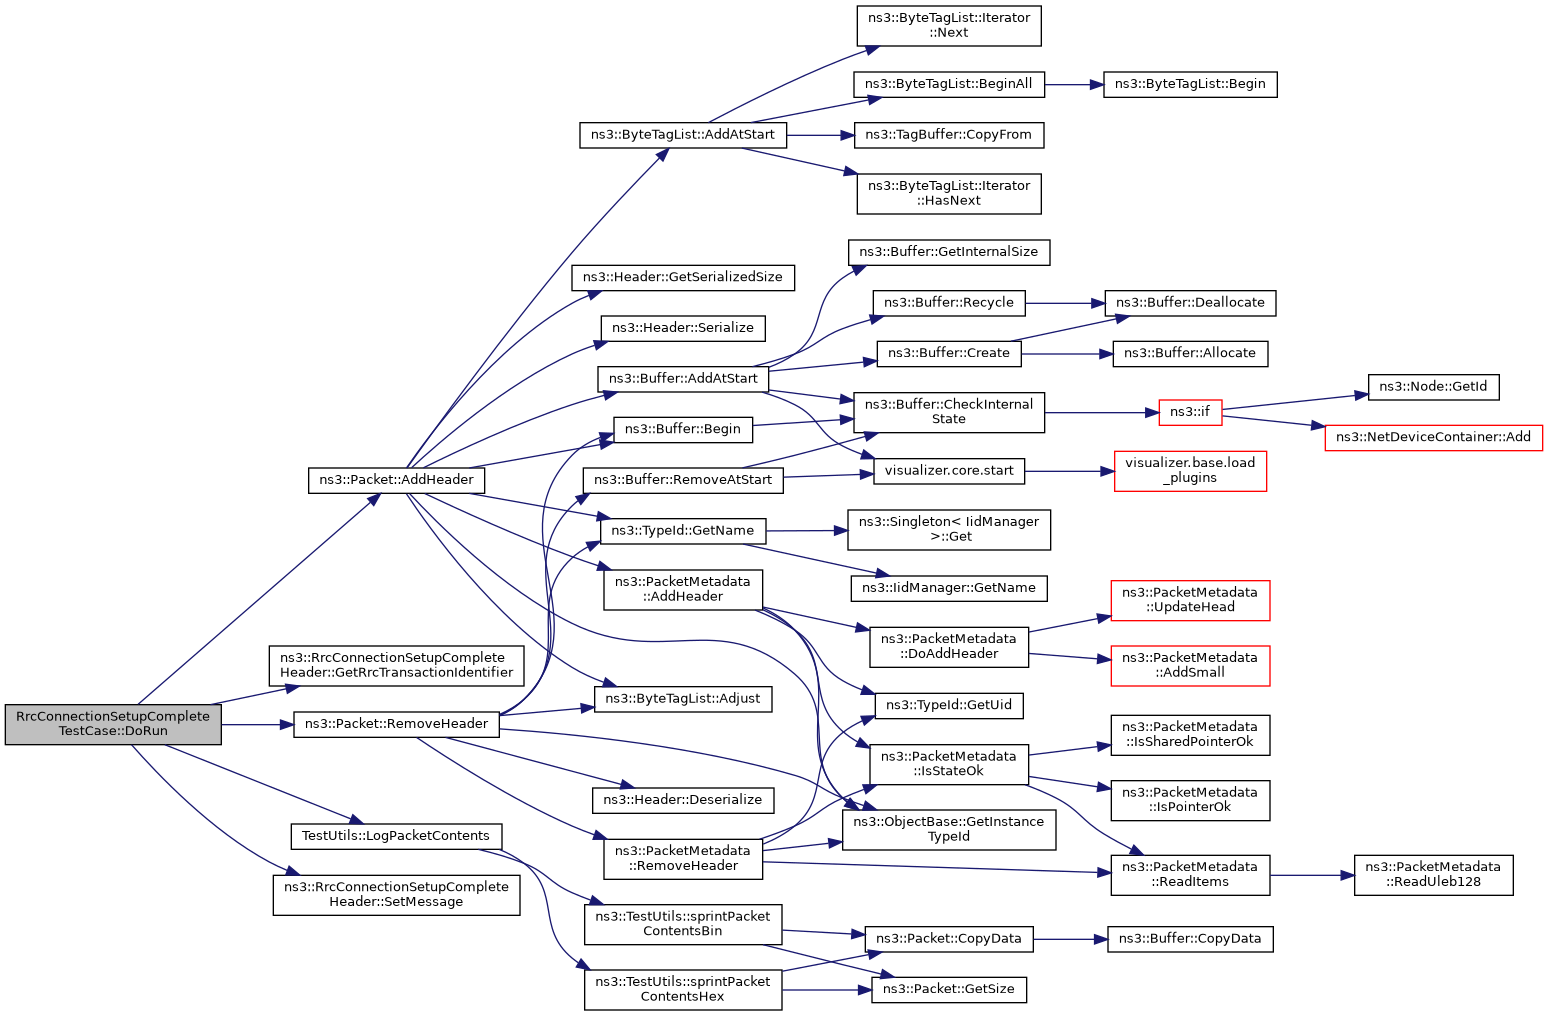 ns3::ByteTagList::Iterator
::Next
ns3::ByteTagList::BeginAll
ns3::ByteTagList::Begin
ns3::ByteTagList::AddAtStart
ns3::TagBuffer::CopyFrom
ns3::ByteTagList::Iterator
::HasNext
ns3::Buffer::GetInternalSize
ns3::Header::GetSerializedSize
ns3::Buffer::Recycle
ns3::Buffer::Deallocate
ns3::Header::Serialize
ns3::Buffer::Create
ns3::Buffer::Allocate
ns3::Buffer::AddAtStart
ns3::Node::GetId
ns3::Buffer::CheckInternal
State
ns3::if
ns3::Buffer::Begin
ns3::NetDeviceContainer::Add
ns3::Packet::AddHeader
ns3::Buffer::RemoveAtStart
visualizer.core.start
visualizer.base.load
_plugins
ns3::TypeId::GetName
ns3::Singleton< IidManager
>::Get
ns3::IidManager::GetName
ns3::PacketMetadata
::AddHeader
ns3::PacketMetadata
::UpdateHead
ns3::PacketMetadata
::DoAddHeader
ns3::PacketMetadata
::AddSmall
ns3::RrcConnectionSetupComplete
Header::GetRrcTransactionIdentifier
ns3::ByteTagList::Adjust
ns3::TypeId::GetUid
RrcConnectionSetupComplete
TestCase::DoRun
ns3::Packet::RemoveHeader
ns3::PacketMetadata
::IsSharedPointerOk
ns3::PacketMetadata
::IsStateOk
ns3::Header::Deserialize
ns3::PacketMetadata
::IsPointerOk
ns3::ObjectBase::GetInstance
TypeId
TestUtils::LogPacketContents
ns3::PacketMetadata
::RemoveHeader
ns3::PacketMetadata
::ReadItems
ns3::PacketMetadata
::ReadUleb128
ns3::RrcConnectionSetupComplete
Header::SetMessage
ns3::TestUtils::sprintPacket
ContentsBin
ns3::Packet::CopyData
ns3::Buffer::CopyData
ns3::TestUtils::sprintPacket
ContentsHex
ns3::Packet::GetSize